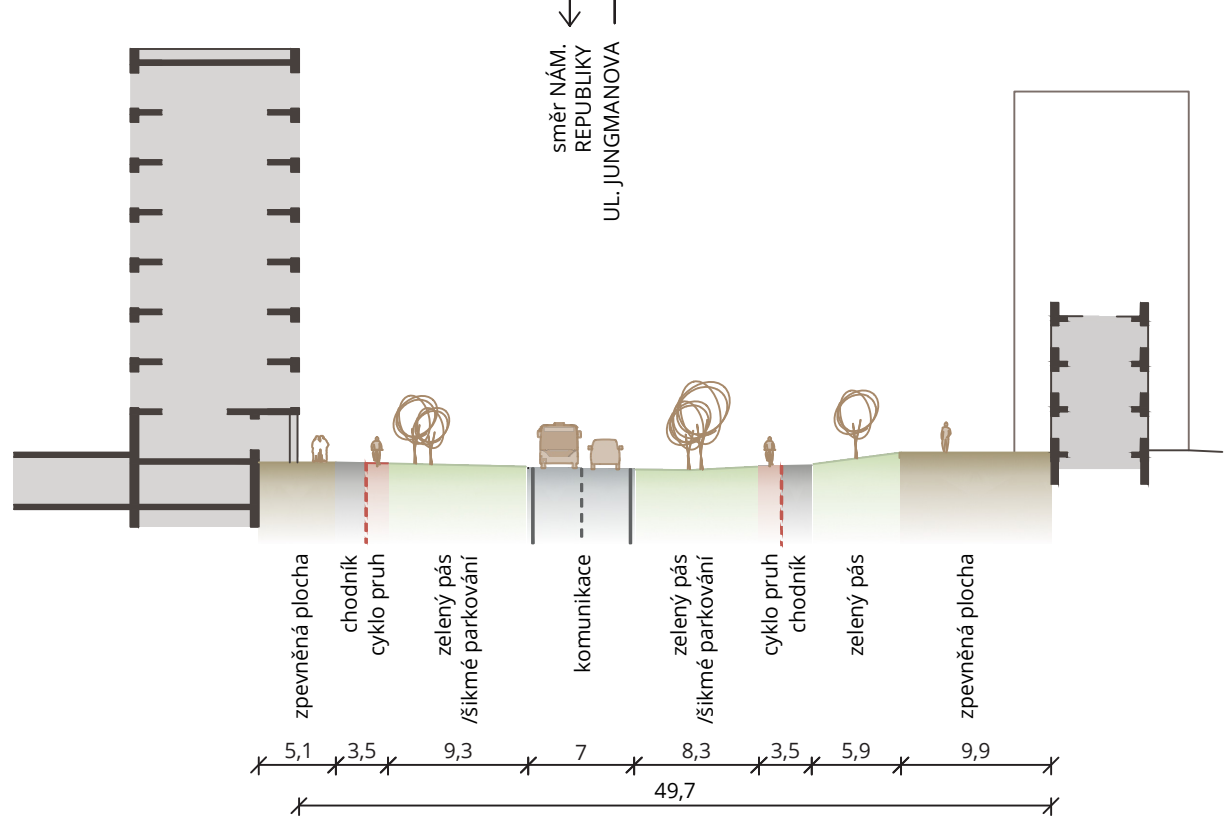 směr NÁM.
REPUBLIKY
UL. JUNGMANOVA
zpevněná plocha
chodník
cyklo pruh
zelený pás
/šikmé parkování
komunikace
zelený pás
/šikmé parkování
cyklo pruh
chodník
zelený pás
zpevněná plocha
5,1
3,5
9,3
7
8,3
3,5
5,9
9,9
49,7